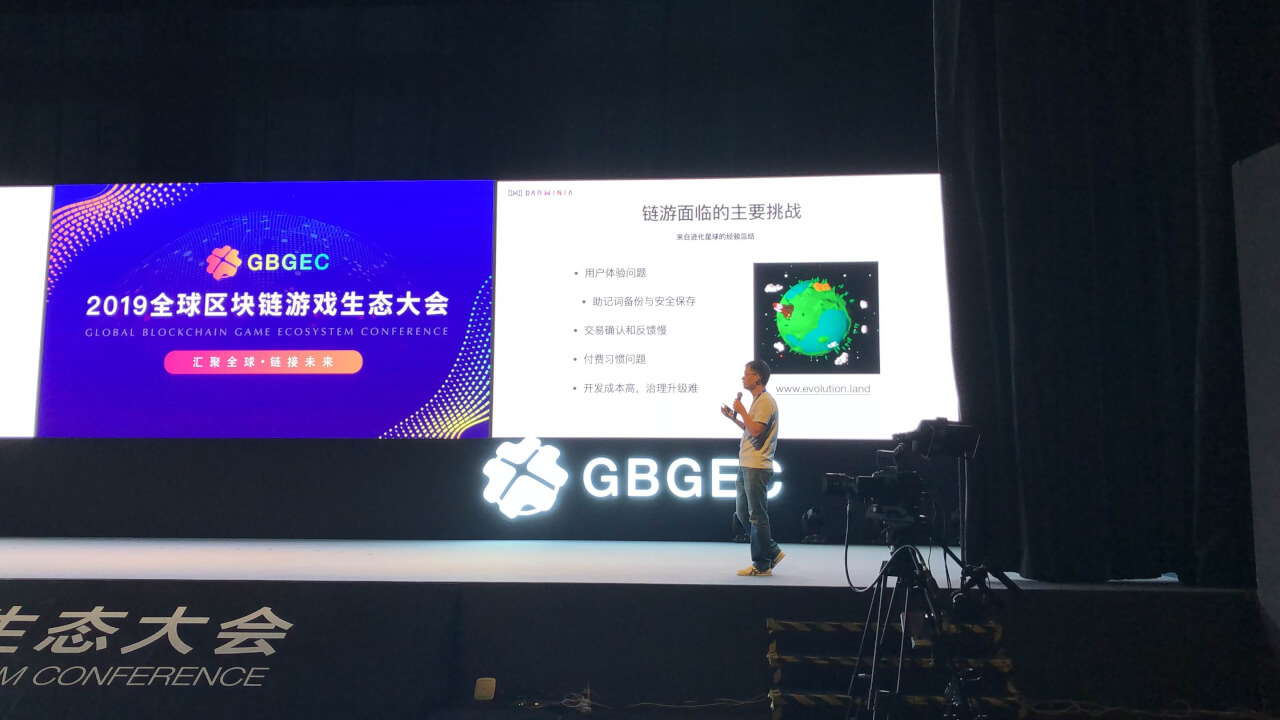 GBGEC
2019全球区块链游戏生态大会
GLOBAL BLOCKCHAIN GAME ECOSYSTEM CONFERENCE
汇聚全球·链接未来
DARWINIA
链游面临的主要挑战
来自进化星球的经验总结
• 用户体验问题
• 助记词备份与安全保存
• 交易确认和反馈慢
• 付费习惯问题
• 开发成本高，治理升级难
www.evolution.land
GBGEC
生态大会
M CONFERENCE